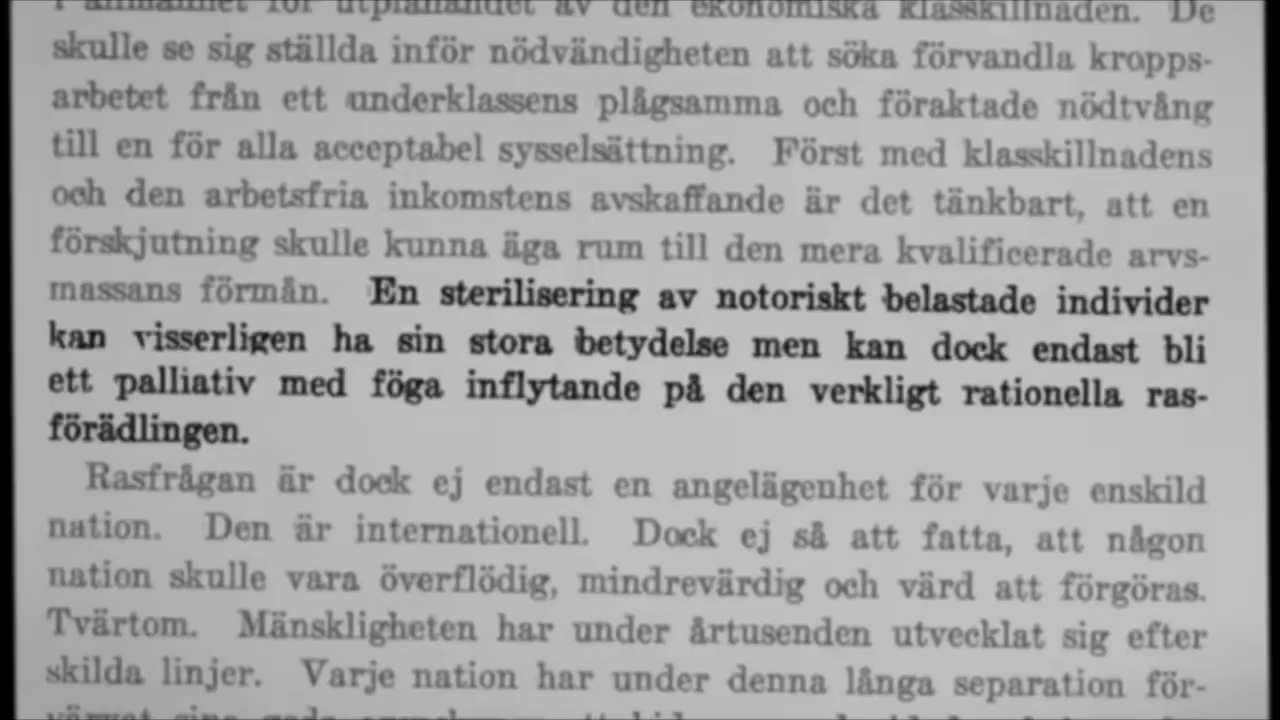 för utplånandet av den ekonomiska klasskillnaden. De
skulle se sig ställda inför nödvändigheten att söka förvandla kropps-
arbetet från ett underklassens plågsamma och föraktade nödtvång
till en för alla acceptabel sysselsättning. Först med klasskillnadens
och den arbetsfria inkomstens avskaffande är det tänkbart, att en
förskjutning skulle kunna äga rum till den mera kvalificerade arvs-
massans förmån. En sterilisering av notoriskt belastade individer
kan visserligen ha sin stora betydelse men kan dock endast bli
ett palliativ med föga inflytande på den verkligt rationella ras-
förädlingen.
Rasfrågan är dock ej endast en angelägenhet för varje enskild
nation. Den är internationell. Dock ej så att fatta, att någon
nation skulle vara överflödig, mindrevärdig och värd att förgöras.
Tvärtom. Mänskligheten har under årtusenden utvecklat sig efter
skilda linjer. Varje nation har under denna långa separation för-